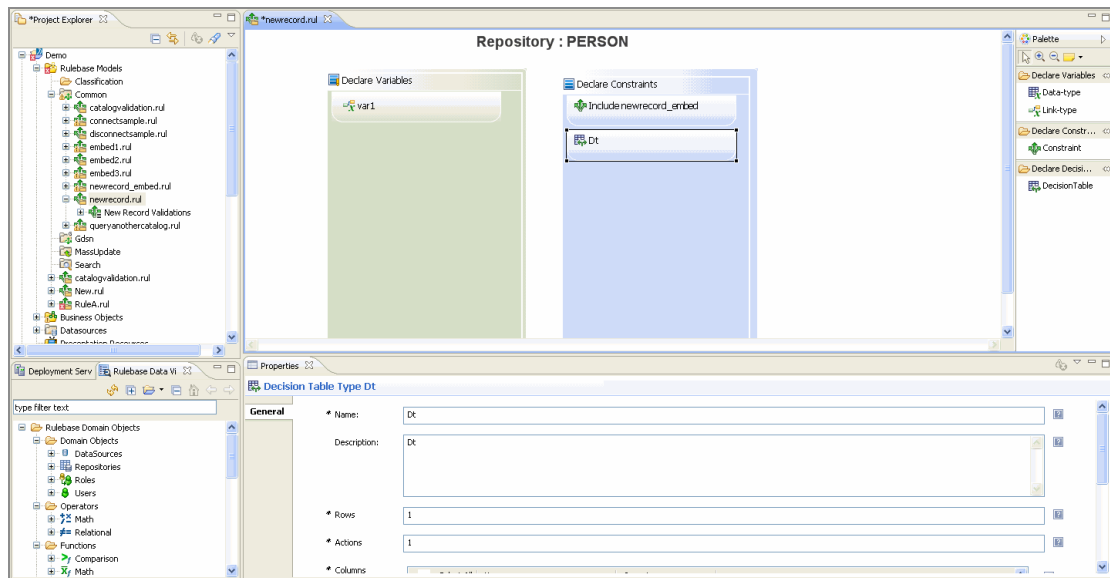 *Project Explorer
Demo
Rulebase Models
Classification
Common
catalogvalidation.rul
connectsample.rul
disconnectsample.rul
embed1.rul
embed2.rul
embed3.rul
newrecord_embed.rul
newrecord.rul
New Record Validations
queryanothercatalog.rul
Gdsn
MassUpdate
Search
catalogvalidation.rul
New.rul
RuleA.rul
Business Objects
Datasources
*newrecord.rul
Repository : PERSON
Declare Variables
var1
Declare Constraints
Include newrecord_embed
Dt
Palette
Declare Variables
Data-type
Link-type
Declare Constr...
Constraint
Declare Decisi...
DecisionTable
Deployment Serv
Rulebase Data Vi
type filter text
Rulebase Domain Objects
Domain Objects
DataSources
Repositories
Roles
Users
Operators
Math
Relational
Functions
Comparison
Math
Properties
Decision Table Type Dt
General
* Name:
Dt
Description:
Dt
* Rows
1
* Actions
1
* Columns